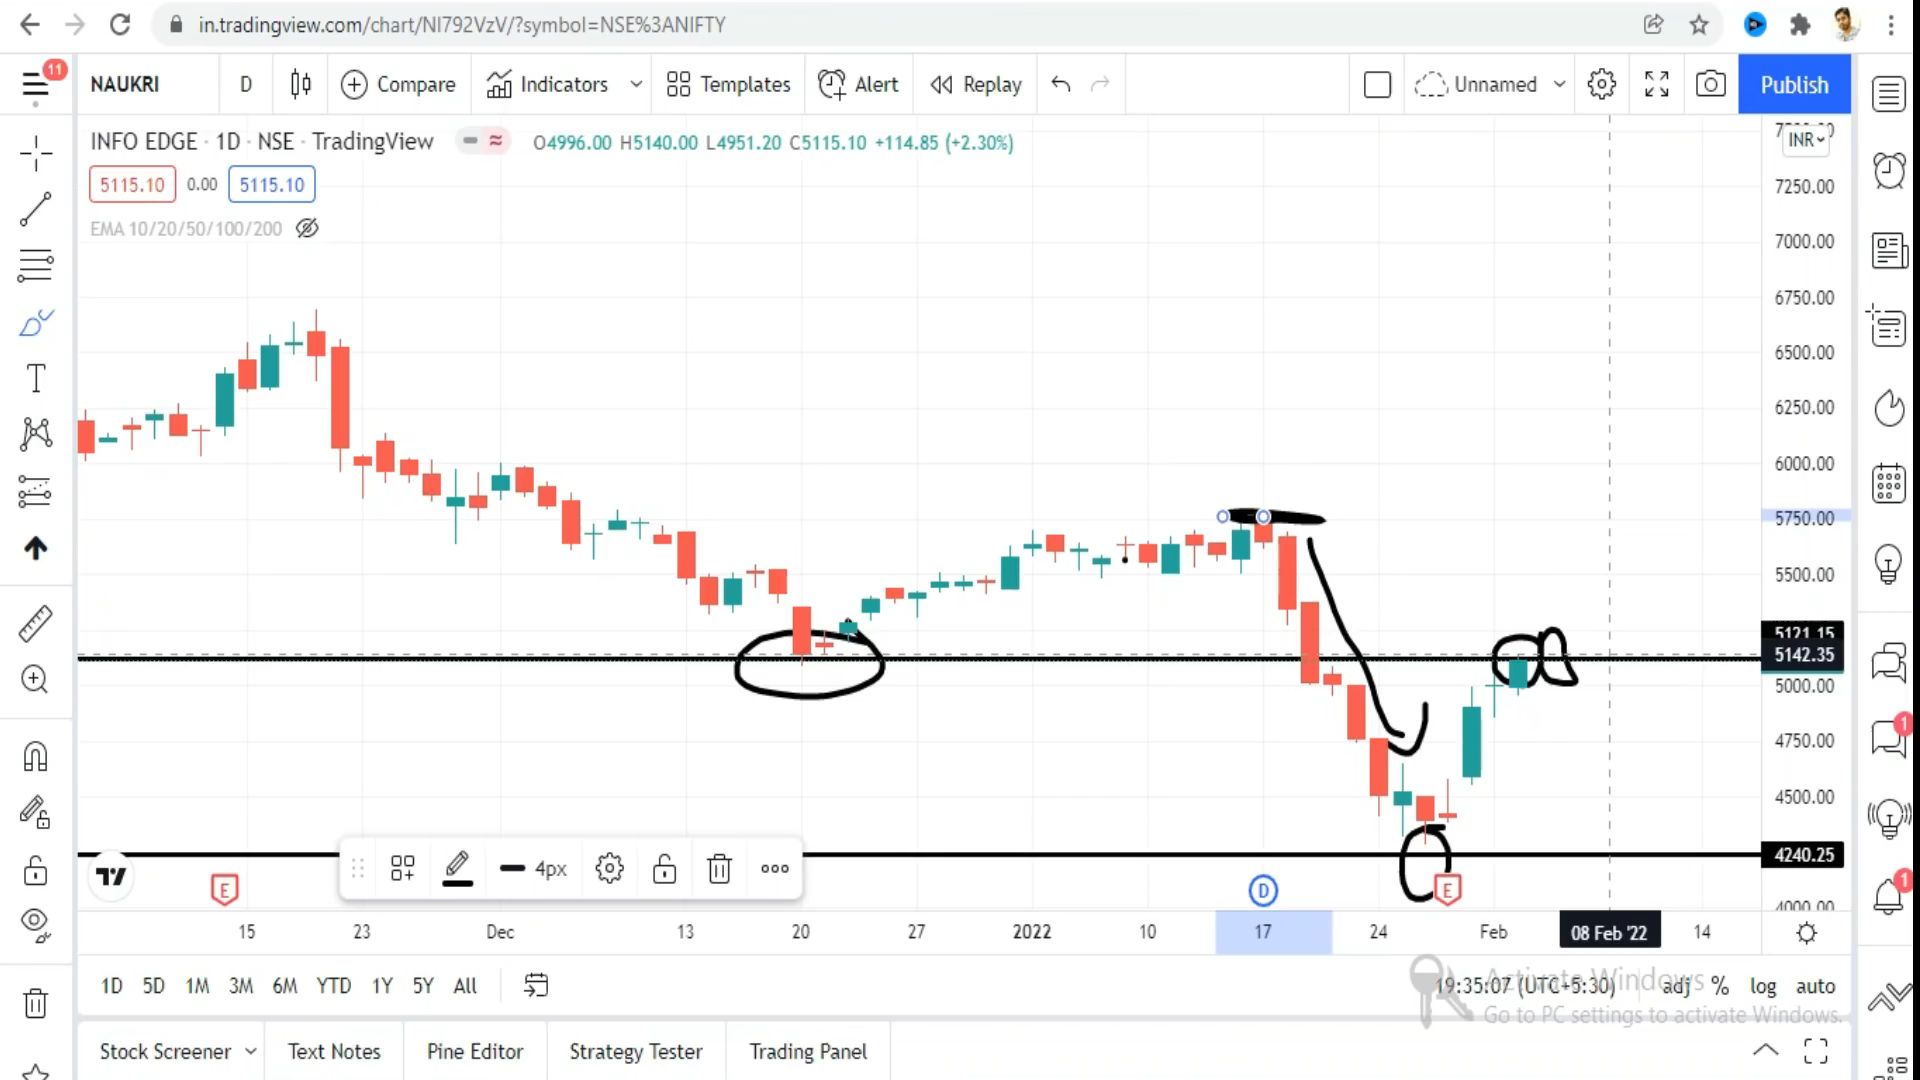 in.tradingview.com/chart/NI792VzV/?symbol=NSE%3ANIFTY
11
NAUKRI D Compare Indicators Templates Alert Replay Unnamed Publish
INFO EDGE · 1D · NSE · TradingView O4996.00 H5140.00 L4951.20 C5115.10 +114.85 (+2.30%)
INR
5115.10 0.00 5115.10
EMA 10/20/50/100/200
7250.00
7000.00
6750.00
6500.00
6250.00
6000.00
5750.00
5500.00
5121.15
5142.35
5000.00
4750.00
4500.00
4240.25
4000.00
1
1
4px
E D E
15 23 Dec 13 20 27 2022 10 17 24 Feb 08 Feb '22 14
1D 5D 1M 3M 6M YTD 1Y 5Y All 19:35:07 (UTC+5:30) adj % log auto
Activate Windows
Go to PC settings to activate Windows.
Stock Screener Text Notes Pine Editor Strategy Tester Trading Panel